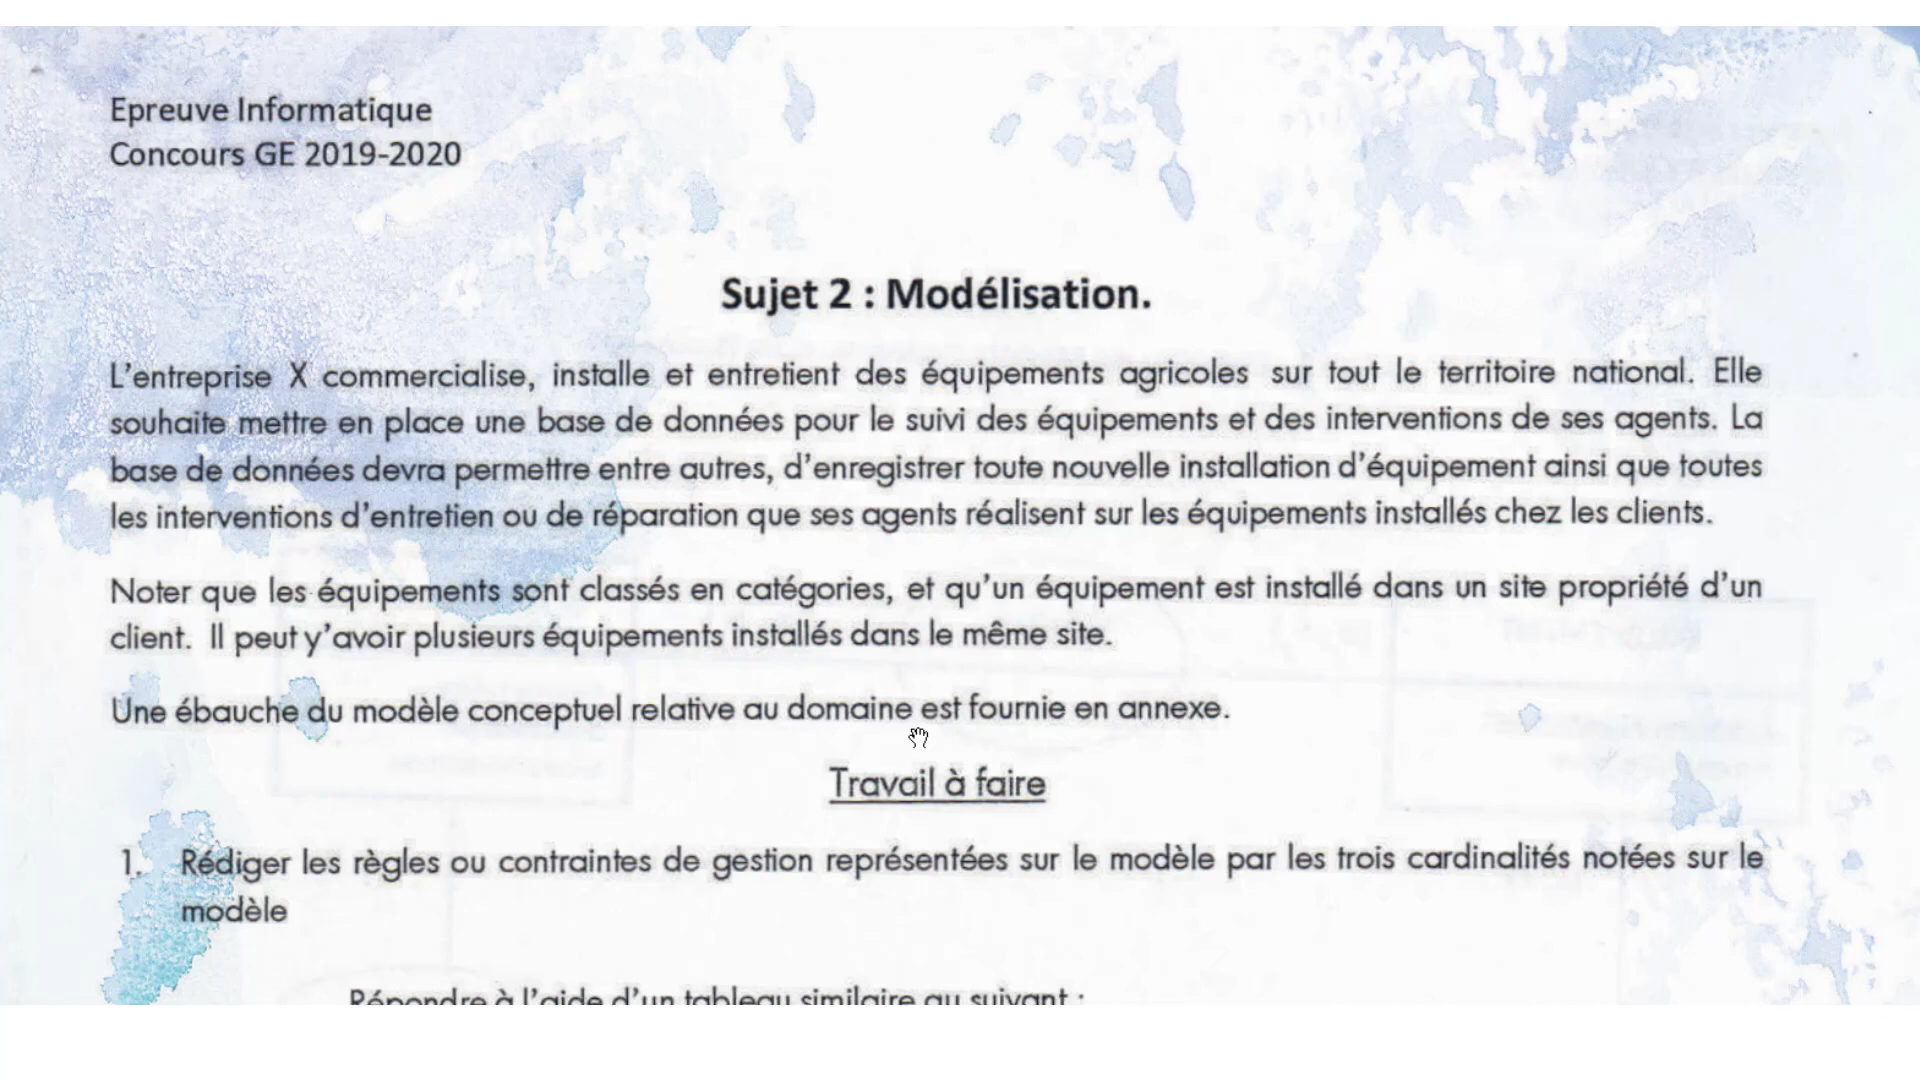 Epreuve Informatique
Concours GE 2019-2020
Sujet 2 : Modélisation.
L'entreprise X commercialise, installe et entretient des équipements agricoles sur tout le territoire national. Elle
souhaite mettre en place une base de données pour le suivi des équipements et des interventions de ses agents. La
base de données devra permettre entre autres, d'enregistrer toute nouvelle installation d'équipement ainsi que toutes
les interventions d'entretien ou de réparation que ses agents réalisent sur les équipements installés chez les clients.
Noter que les équipements sont classés en catégories, et qu'un équipement est installé dans un site propriété d'un
client. Il peut y'avoir plusieurs équipements installés dans le même site.
Une ébauche du modèle conceptuel relative au domaine est fournie en annexe.
Travail à faire
1. Rédiger les règles ou contraintes de gestion représentées sur le modèle par les trois cardinalités notées sur le
modèle
Répondre à l'aide d'un tableau similaire au suivant :